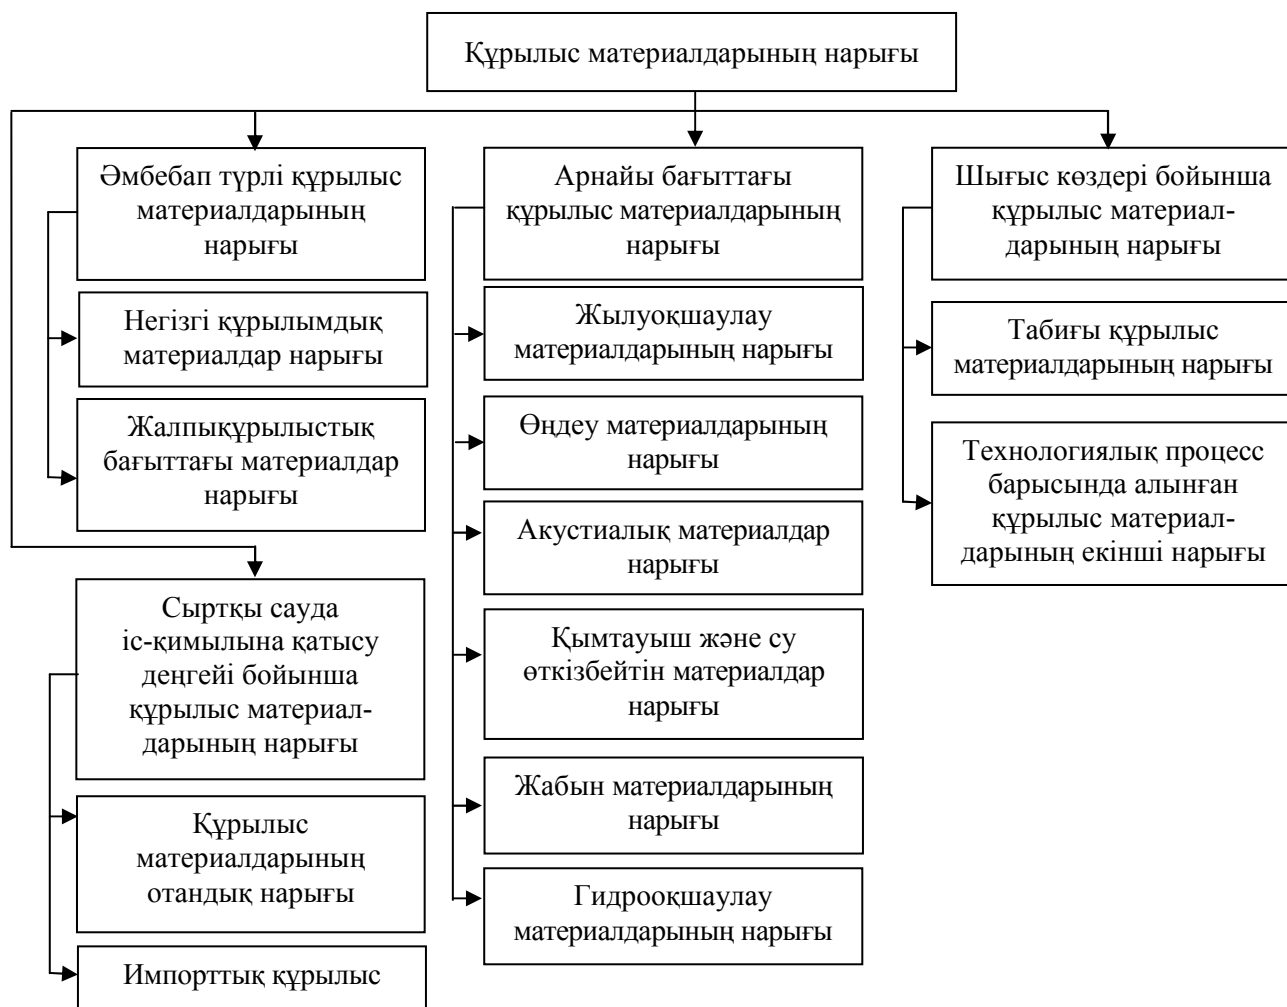 Құрылыс материалдарының нарығы
Әмбебап түрлі құрылыс
материалдарының
нарығы
Негізгі құрылымдық
материалдар нарығы
Жалпықұрылыстық
бағыттағы материалдар
нарығы
Сыртқы сауда
іс-қимылына қатысу
деңгейі бойынша
құрылыс материал-
дарының нарығы
Құрылыс
материалдарының
отандық нарығы
Импорттық құрылыс
Арнайы бағыттағы
құрылыс материалдарының
нарығы
Жылуоқшаулау
материалдарының нарығы
Өңдеу материалдарының
нарығы
Акустиалық материалдар
нарығы
Қымтауыш және су
өткізбейтін материалдар
нарығы
Жабын материалдарының
нарығы
Гидрооқшаулау
материалдарының нарығы
Шығыс көздері бойынша
құрылыс материал-
дарының нарығы
Табиғы құрылыс
материалдарының нарығы
Технологиялық процесс
барысында алынған
құрылыс материал-
дарының екінші нарығы